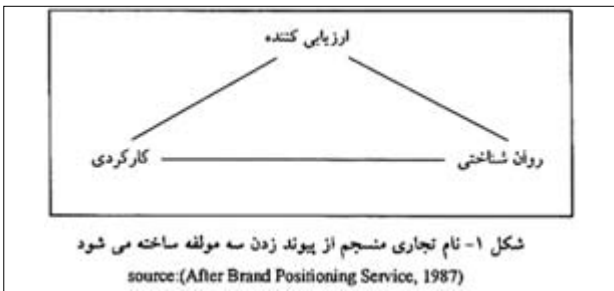 ارزیابی کننده
روان شناختی
کارکردی
شکل ۱- نام تجاری منسجم از پیوند زدن سه مولفه ساخته می شود
source:(After Brand Positioning Service, 1987)